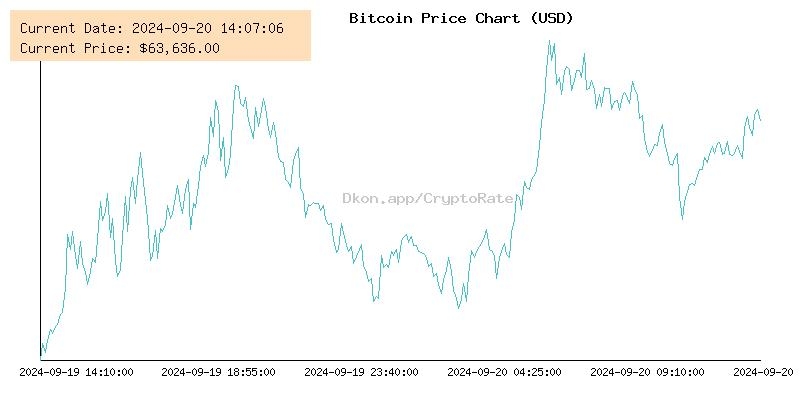 Bitcoin Price Chart (USD)
Current Date: 2024-09-20 14:07:06
Current Price: $63,636.00
Dkon.app/CryptoRate
2024-09-19 14:10:00 2024-09-19 18:55:00 2024-09-19 23:40:00 2024-09-20 04:25:00 2024-09-20 09:10:00 2024-09-20